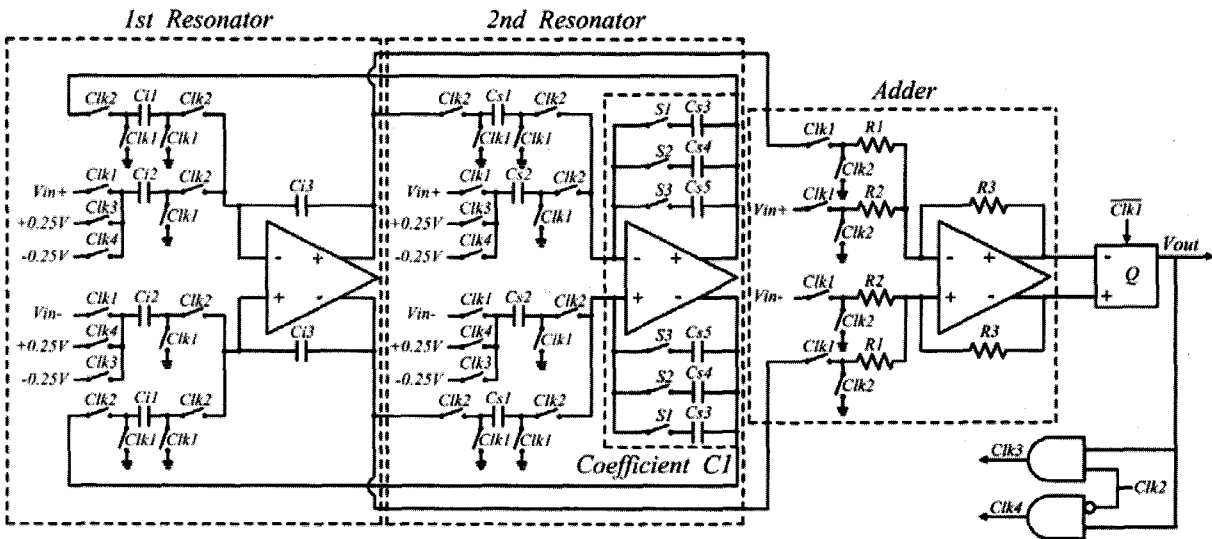 1st Resonator
2nd Resonator
Adder
Clk2 Ci1 Clk2
Clk1 Clk1
Vin+ Clk1 Ci2 Clk2
+0.25V Clk3 Clk1
-0.25V Clk4
Ci3
- +
+ -
Ci3
Vin- Clk1 Ci2 Clk2
+0.25V Clk4 Clk1
-0.25V Clk3
Clk2 Ci1 Clk2
Clk1 Clk1
Clk2 Cs1 Clk2
Clk1 Clk1
Vin+ Clk1 Cs2 Clk2
+0.25V Clk3 Clk1
-0.25V Clk4
Vin- Clk1 Cs2 Clk2
+0.25V Clk4 Clk1
-0.25V Clk3
Clk2 Cs1 Clk2
Clk1 Clk1
S1 Cs3
S2 Cs4
S3 Cs5
- +
+ -
S3 Cs5
S2 Cs4
S1 Cs3
Coefficient C1
Clk1 R1
Clk2
Vin+ Clk1 R2
Clk2
Vin- Clk1 R2
Clk2
Clk1 R1
Clk2
R3
- +
+ -
R3
Clk1
- Q
+
Vout
Clk3
Clk2
Clk4